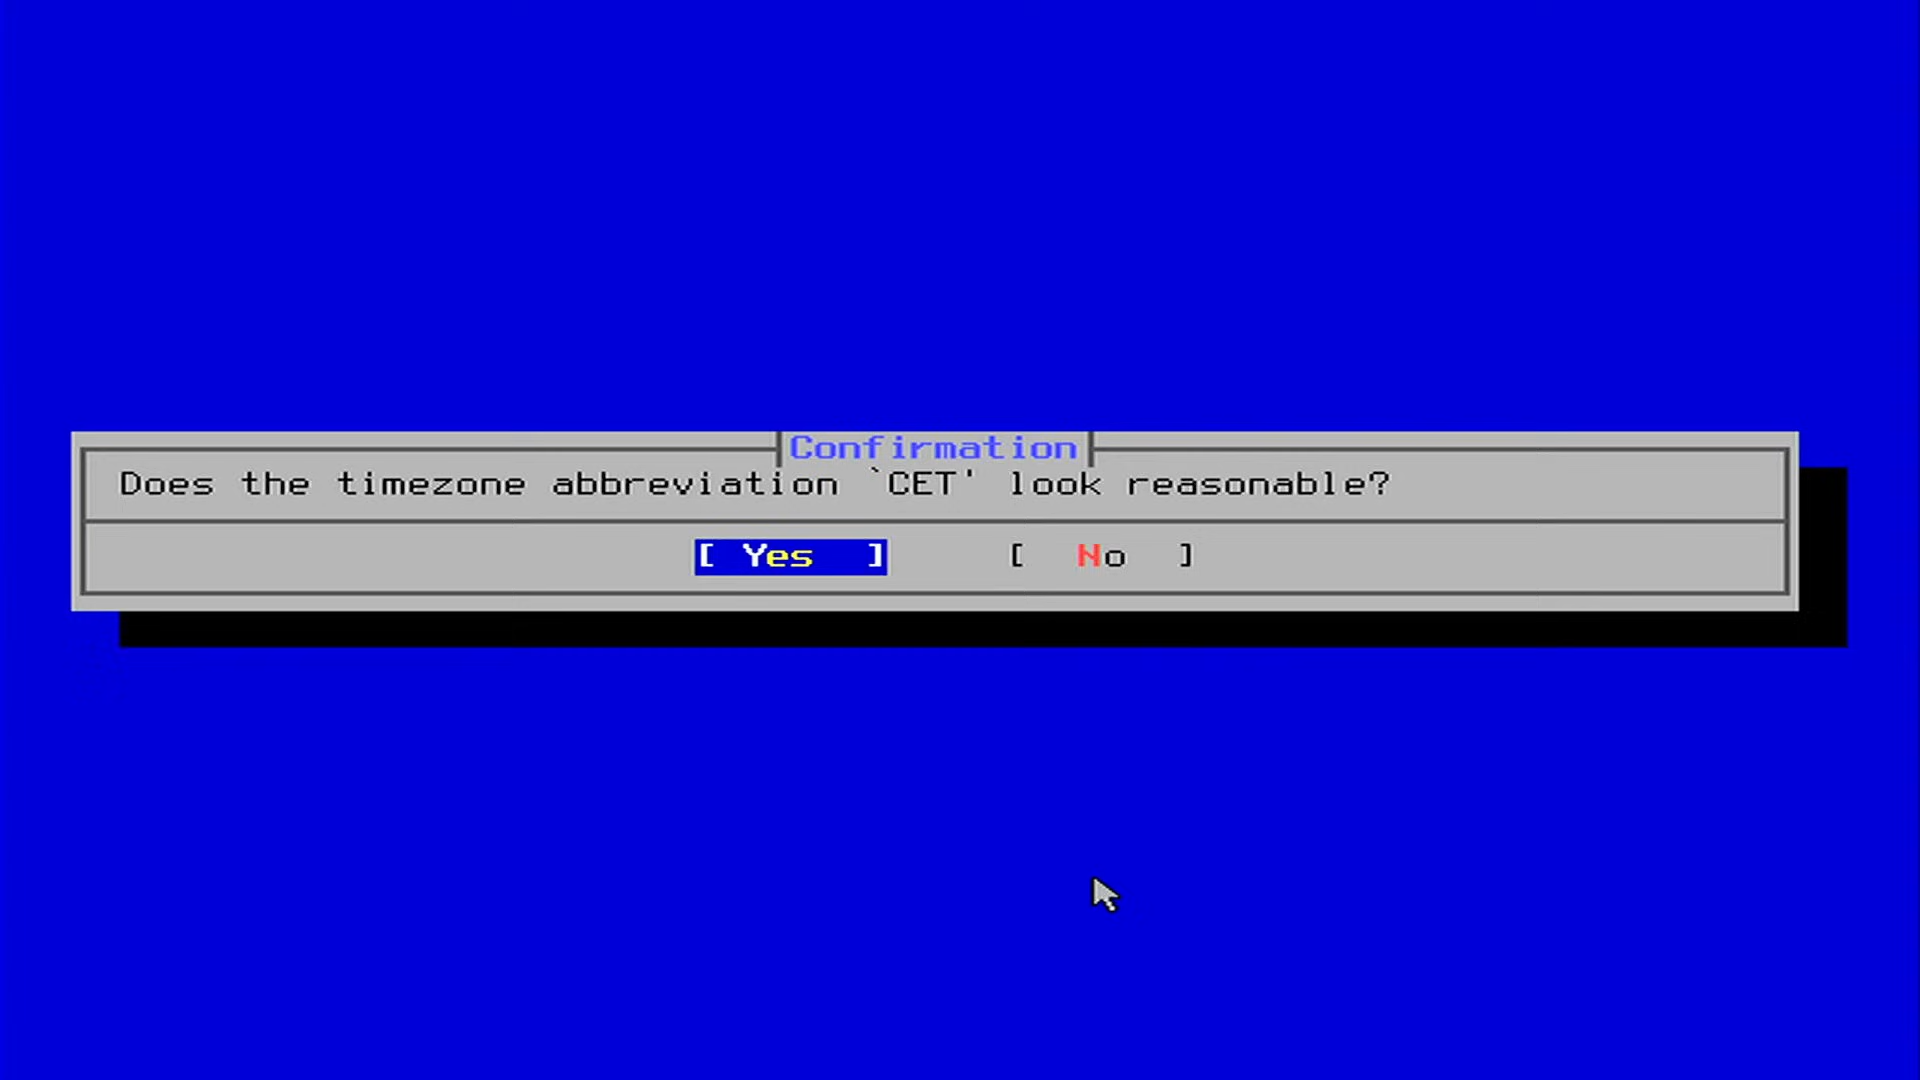 Confirmation
Does the timezone abbreviation `CET' look reasonable?
[ Yes ] [ No ]